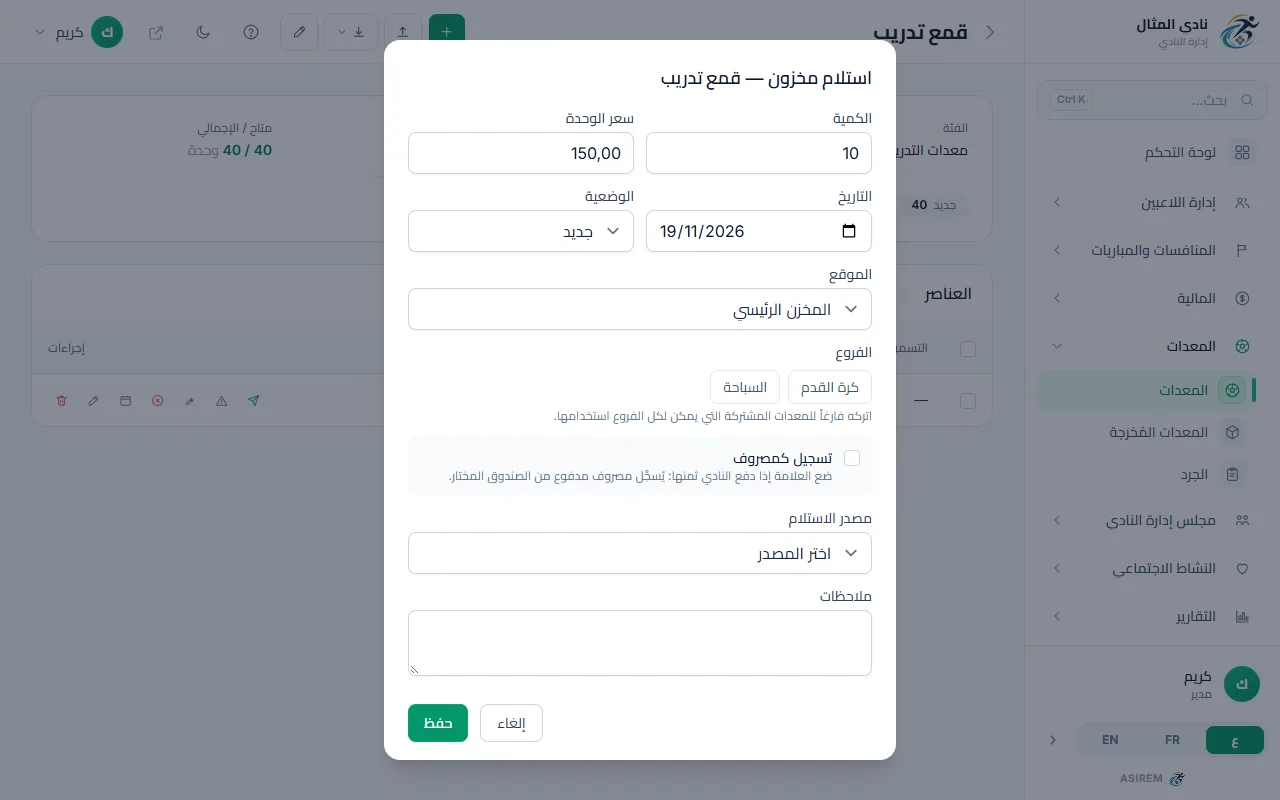 نادي المثال
إدارة النادي
بحث...
Ctrl K
لوحة التحكم
إدارة اللاعبين
المنافسات والمباريات
المالية
المعدات
المعدات
المعدات المُخرَجة
الجرد
مجلس إدارة النادي
النشاط الاجتماعي
التقارير
ك
كريم
مدير
ع
FR
EN
ASIREM
قمع تدريب
ك
كريم
الفئة
معدات التدريب
متاح / الإجمالي
40 / 40 وحدة
جديد 40
العناصر
إجراءات
—
استلام مخزون — قمع تدريب
الكمية
سعر الوحدة
10
150,00
التاريخ
الوضعية
19/11/2026
جديد
الموقع
المخزن الرئيسي
الفروع
كرة القدم
السباحة
اتركه فارغاً للمعدات المشتركة التي يمكن لكل الفروع استخدامها.
تسجيل كمصروف
ضع العلامة إذا دفع النادي ثمنها: يُسجَّل مصروف مدفوع من الصندوق المختار.
مصدر الاستلام
اختر المصدر
ملاحظات
إلغاء
حفظ